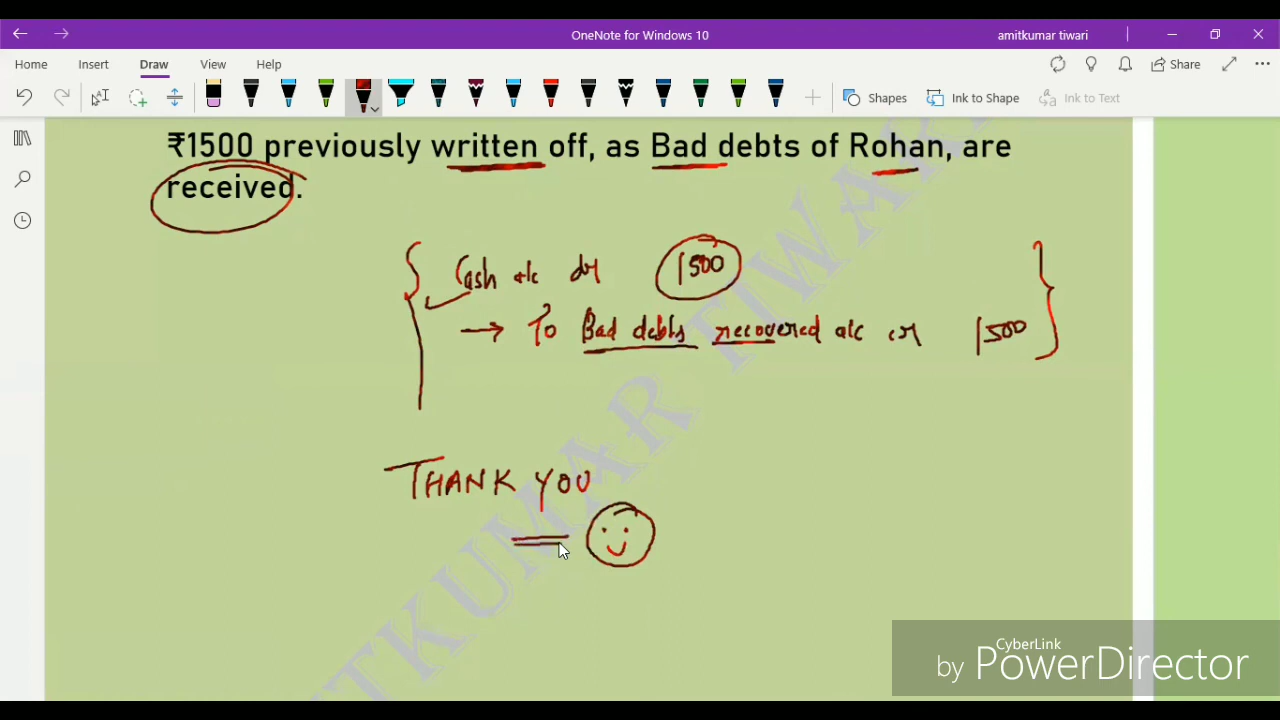 OneNote for Windows 10
amitkumar tiwari
Home Insert Draw View Help
Share
Shapes Ink to Shape Ink to Text
₹1500 previously written off, as Bad debts of Rohan, are
received.
Cash a/c dr 1500
→ To Bad debts recovered a/c cr 1500
THANK YOU
AMITKUMAR TIWARI
CyberLink
by PowerDirector